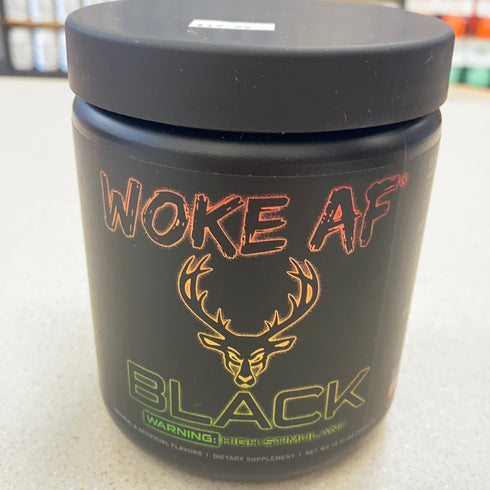 WOKE AF®
BLACK
WARNING: HIGH STIMULANT
NATURAL & ARTIFICIAL FLAVORS | DIETARY SUPPLEMENT | NET WT